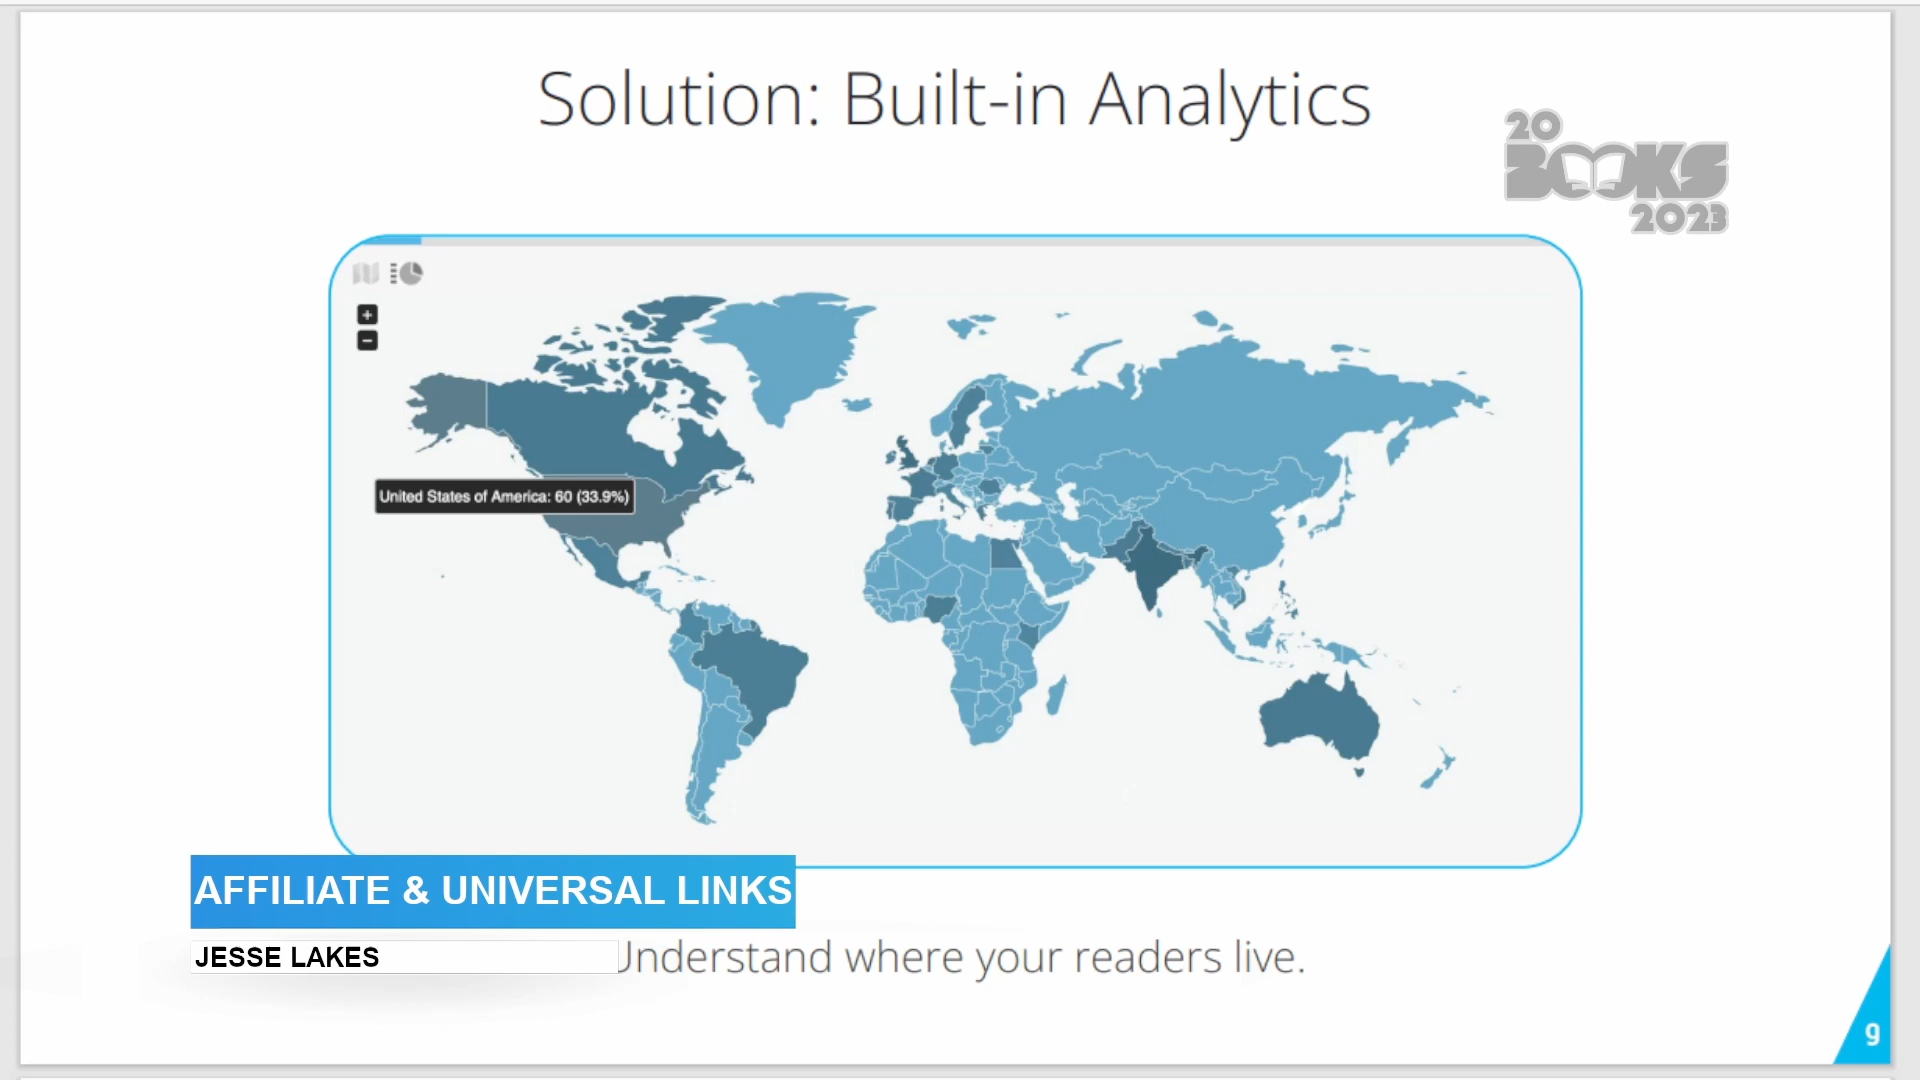 Solution: Built-in Analytics
20
BOOKS
2023
+
−
United States of America: 60 (33.9%)
AFFILIATE & UNIVERSAL LINKS
JESSE LAKES
Understand where your readers live.
9